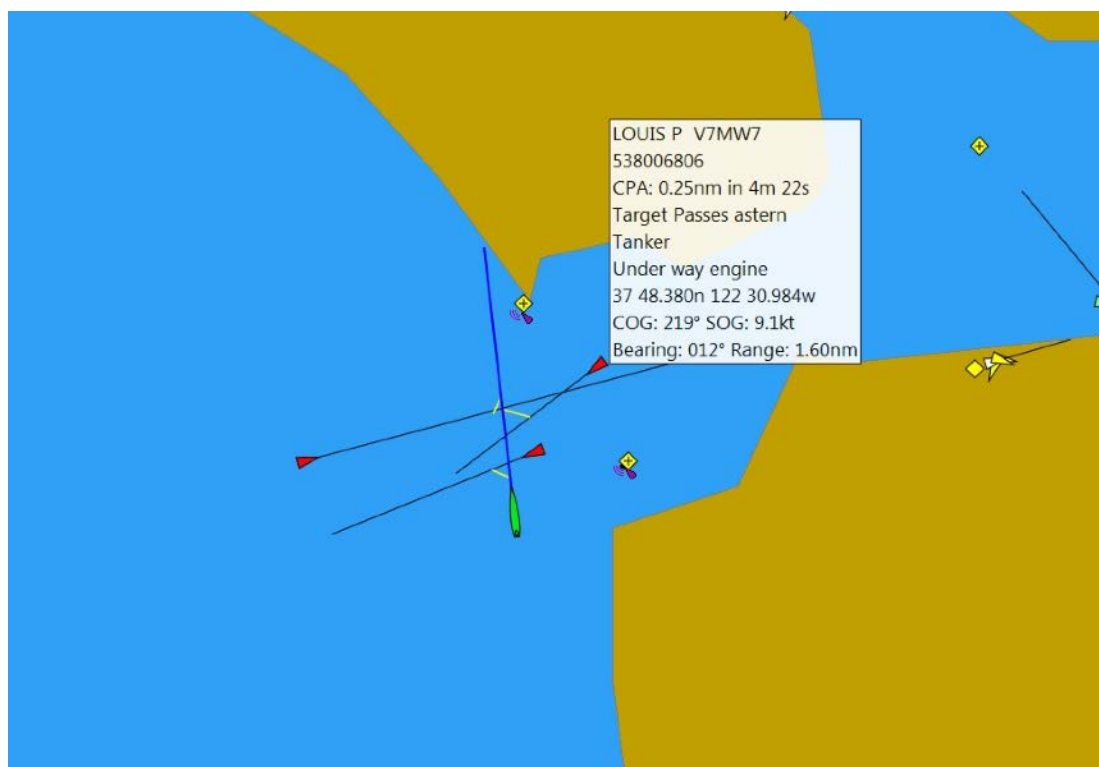 LOUIS P V7MW7
538006806
CPA: 0.25nm in 4m 22s
Target Passes astern
Tanker
Under way engine
37 48.380n 122 30.984w
COG: 219° SOG: 9.1kt
Bearing: 012° Range: 1.60nm